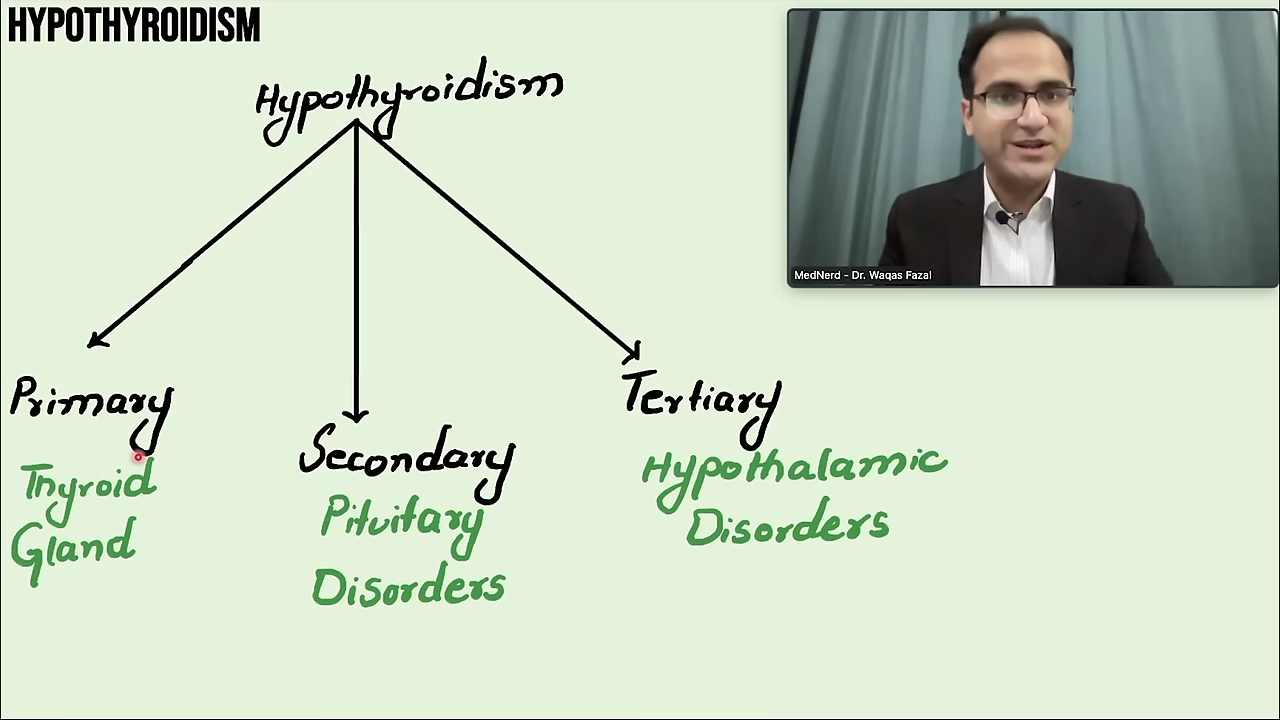 HYPOTHYROIDISM
Hypothyroidism
MedNerd - Dr. Waqas Fazal
Primary
Thyroid
Gland
Secondary
Pituitary
Disorders
Tertiary
Hypothalamic
Disorders